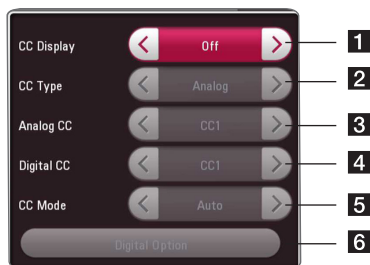 CC Display Off 1
CC Type Analog 2
Analog CC CC1 3
Digital CC CC1 4
CC Mode Auto 5
Digital Option 6